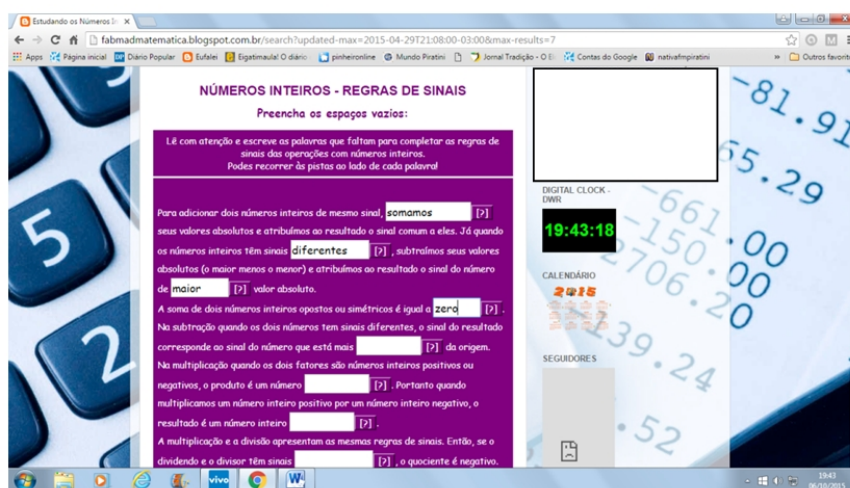 Estudando os Números In
fabmadmatematica.blogspot.com.br/search?updated-max=2015-04-29T21:08:00-03:00&max-results=7
Apps Página inicial Diário Popular Eufalei Eigatimaula! O diário pinheironline Mundo Piratini Jornal Tradição - O E Contas do Google nativafmpiratini » Outros favorito
NÚMEROS INTEIROS - REGRAS DE SINAIS
Preencha os espaços vazios:
Lê com atenção e escreve as palavras que faltam para completar as regras de
sinais das operações com números inteiros.
Podes recorrer às pistas ao lado de cada palavra!
Para adicionar dois números inteiros de mesmo sinal, somamos [?]
seus valores absolutos e atribuímos ao resultado o sinal comum a eles. Já quando
os números inteiros têm sinais diferentes [?] , subtraímos seus valores
absolutos (o maior menos o menor) e atribuímos ao resultado o sinal do número
de maior [?] valor absoluto.
A soma de dois números inteiros opostos ou simétricos é igual a zero [?] .
Na subtração quando os dois números tem sinais diferentes, o sinal do resultado
corresponde ao sinal do número que está mais [?] da origem.
Na multiplicação quando os dois fatores são números inteiros positivos ou
negativos, o produto é um número [?] . Portanto quando
multiplicamos um número inteiro positivo por um número inteiro negativo, o
resultado é um número inteiro [?] .
A multiplicação e a divisão apresentam as mesmas regras de sinais. Então, se o
dividendo e o divisor têm sinais [?] , o quociente é negativo.
DIGITAL CLOCK -
DWR
19:43:18
CALENDÁRIO
2015
SEGUIDORES
5
2
-81.91
65.29
-661.00
-150.00
2706.20
139.24
.52
vivo
19:43
06/10/2015